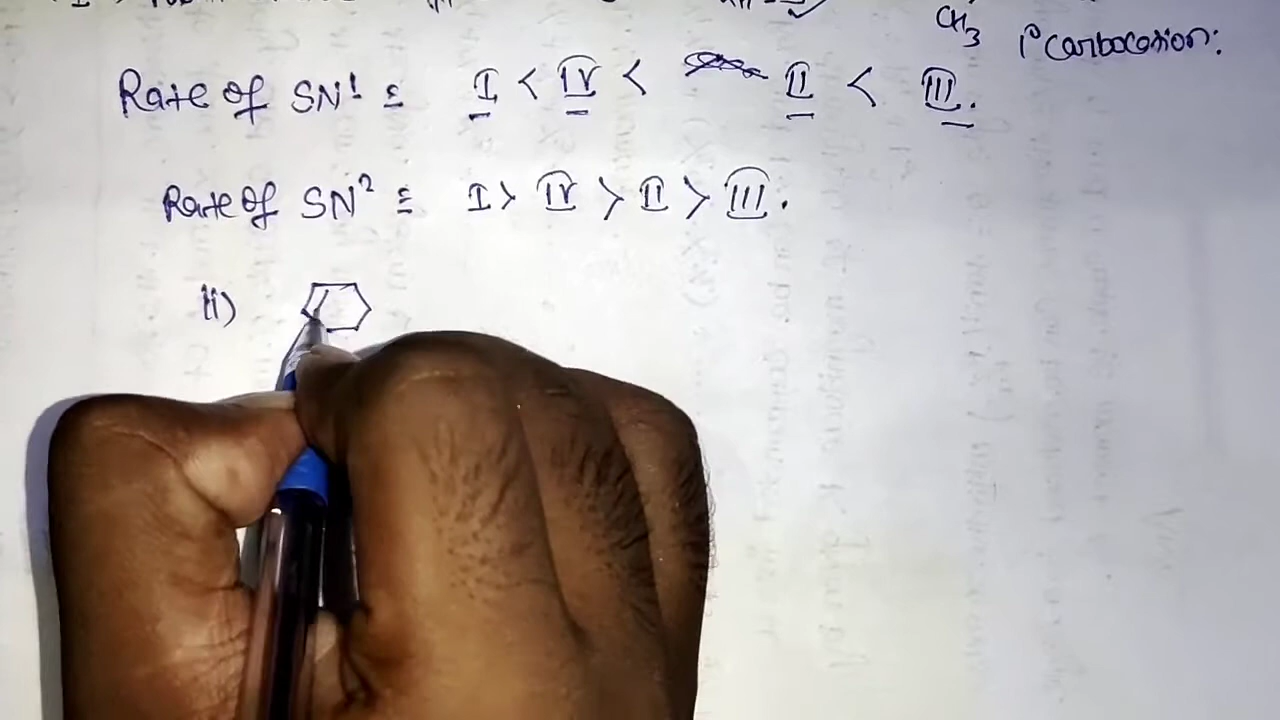 CH3 1° carbocation:
Rate of SN1 = I < IV < II < III.
Rate of SN2 = I > IV > II > III.
ii)